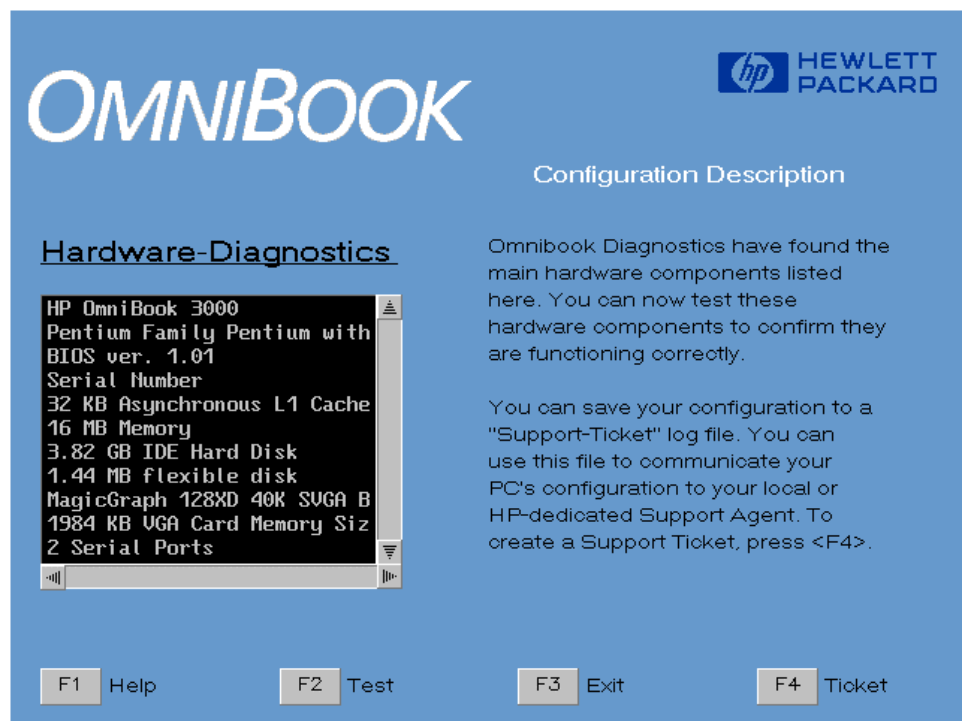 OMNIBOOK
hp HEWLETT
PACKARD
Configuration Description
Hardware-Diagnostics
HP OmniBook 3000
Pentium Family Pentium with
BIOS ver. 1.01
Serial Number
32 KB Asynchronous L1 Cache
16 MB Memory
3.82 GB IDE Hard Disk
1.44 MB flexible disk
MagicGraph 128XD 40K SVGA B
1984 KB VGA Card Memory Siz
2 Serial Ports
Omnibook Diagnostics have found the
main hardware components listed
here. You can now test these
hardware components to confirm they
are functioning correctly.
You can save your configuration to a
"Support-Ticket" log file. You can
use this file to communicate your
PC's configuration to your local or
HP-dedicated Support Agent. To
create a Support Ticket, press <F4>.
F1 Help
F2 Test
F3 Exit
F4 Ticket